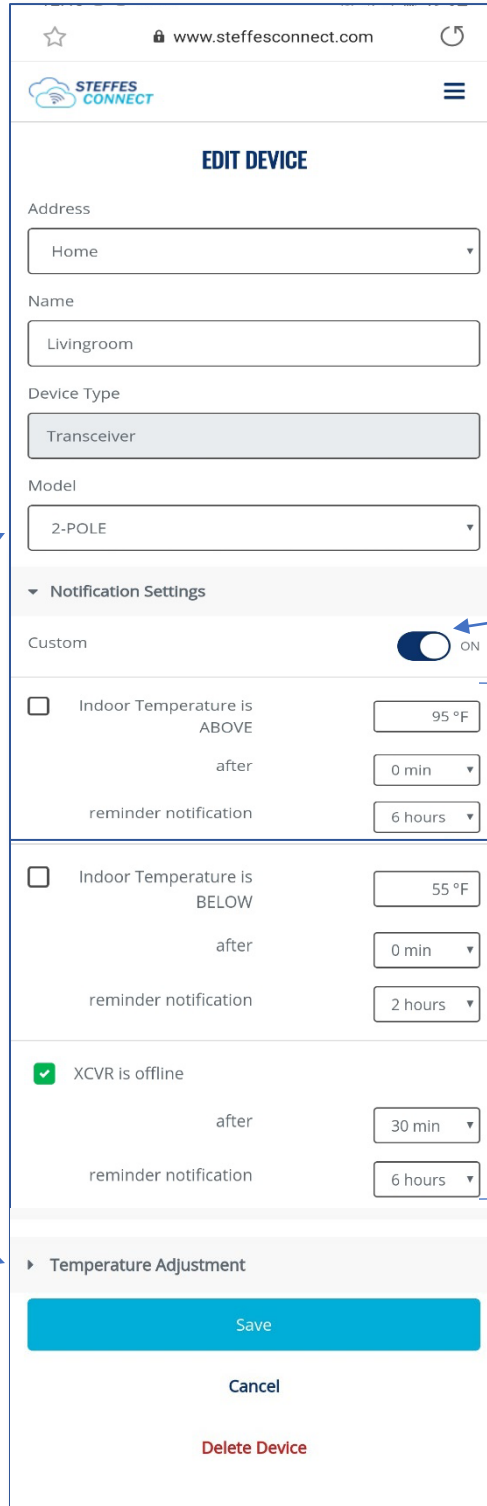 www.steffesconnect.com
STEFFES
CONNECT
EDIT DEVICE
Address
Home
Name
Livingroom
Device Type
Transceiver
Model
2-POLE
Notification Settings
Custom ON
Indoor Temperature is
ABOVE
95 °F
after 0 min
reminder notification 6 hours
Indoor Temperature is
BELOW
55 °F
after 0 min
reminder notification 2 hours
XCVR is offline
after 30 min
reminder notification 6 hours
Temperature Adjustment
Save
Cancel
Delete Device